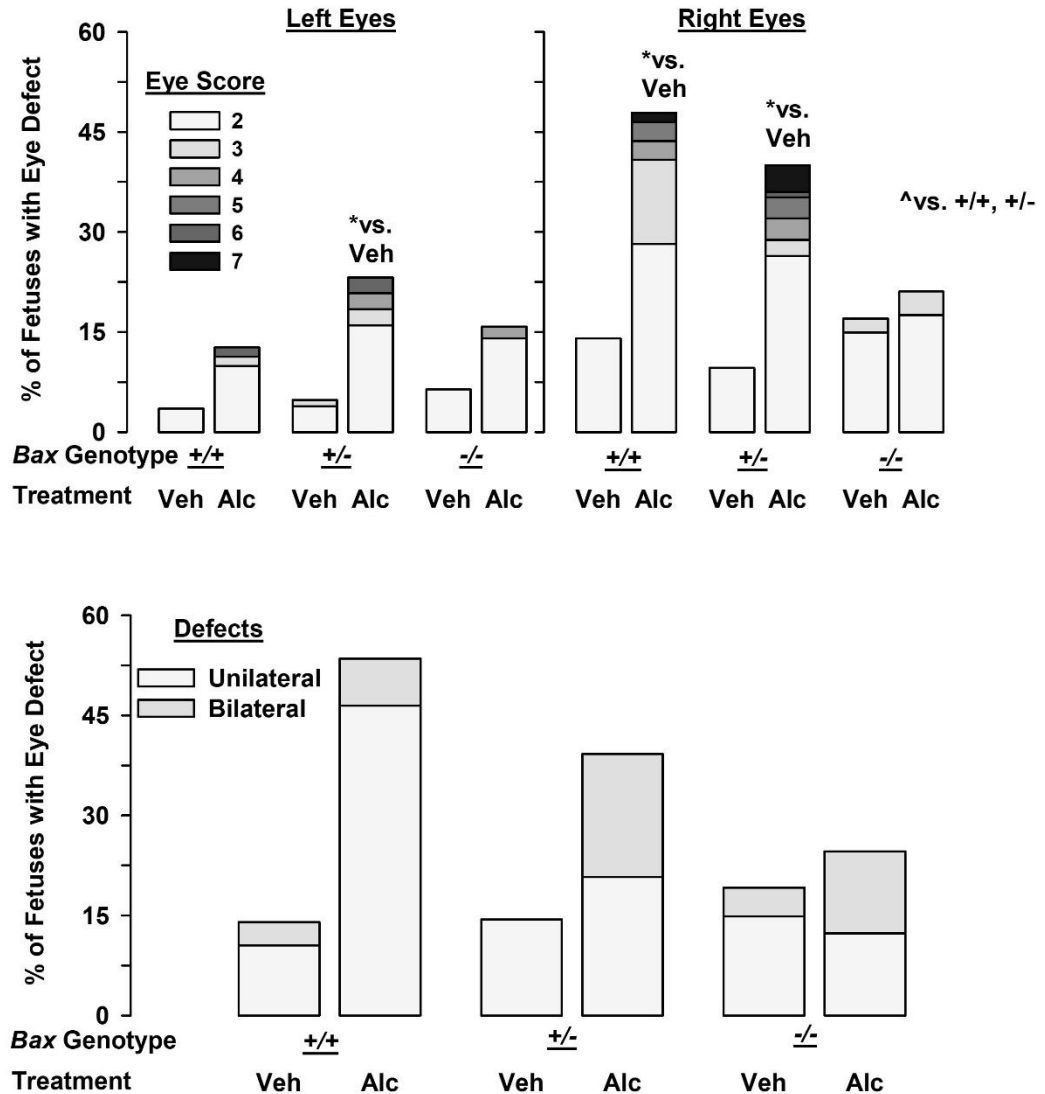 Left Eyes Right Eyes
% of Fetuses with Eye Defect
60
45
30
15
0
Eye Score
2
3
4
5
6
7
*vs.
Veh
*vs.
Veh
*vs.
Veh
^vs. +/+, +/-
Bax Genotype +/+ +/- -/- +/+ +/- -/-
Treatment Veh Alc Veh Alc Veh Alc Veh Alc Veh Alc Veh Alc
% of Fetuses with Eye Defect
60
45
30
15
0
Defects
Unilateral
Bilateral
Bax Genotype +/+ +/- -/-
Treatment Veh Alc Veh Alc Veh Alc